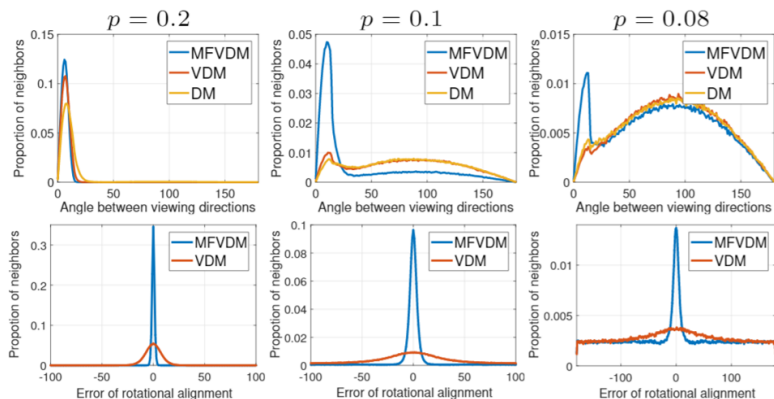 p = 0.2
p = 0.1
p = 0.08
Proportion of neighbors
0.15
0.1
0.05
0
MFVDM
VDM
DM
0 50 100 150
Angle between viewing directions
Proportion of neighbors
0.05
0.04
0.03
0.02
0.01
0
MFVDM
VDM
DM
0 50 100 150
Angle between viewing directions
Proportion of neighbors
0.015
0.01
0.005
0
MFVDM
VDM
DM
0 50 100 150
Angle between viewing directions
Propotion of neighbors
0.3
0.2
0.1
0
MFVDM
VDM
-100 -50 0 50 100
Error of rotational alignment
Propotion of neighbors
0.1
0.08
0.06
0.04
0.02
0
MFVDM
VDM
-100 -50 0 50 100
Error of rotational alignment
Propotion of neighbors
0.01
0.005
0
MFVDM
VDM
-100 0 100
Error of rotational alignment